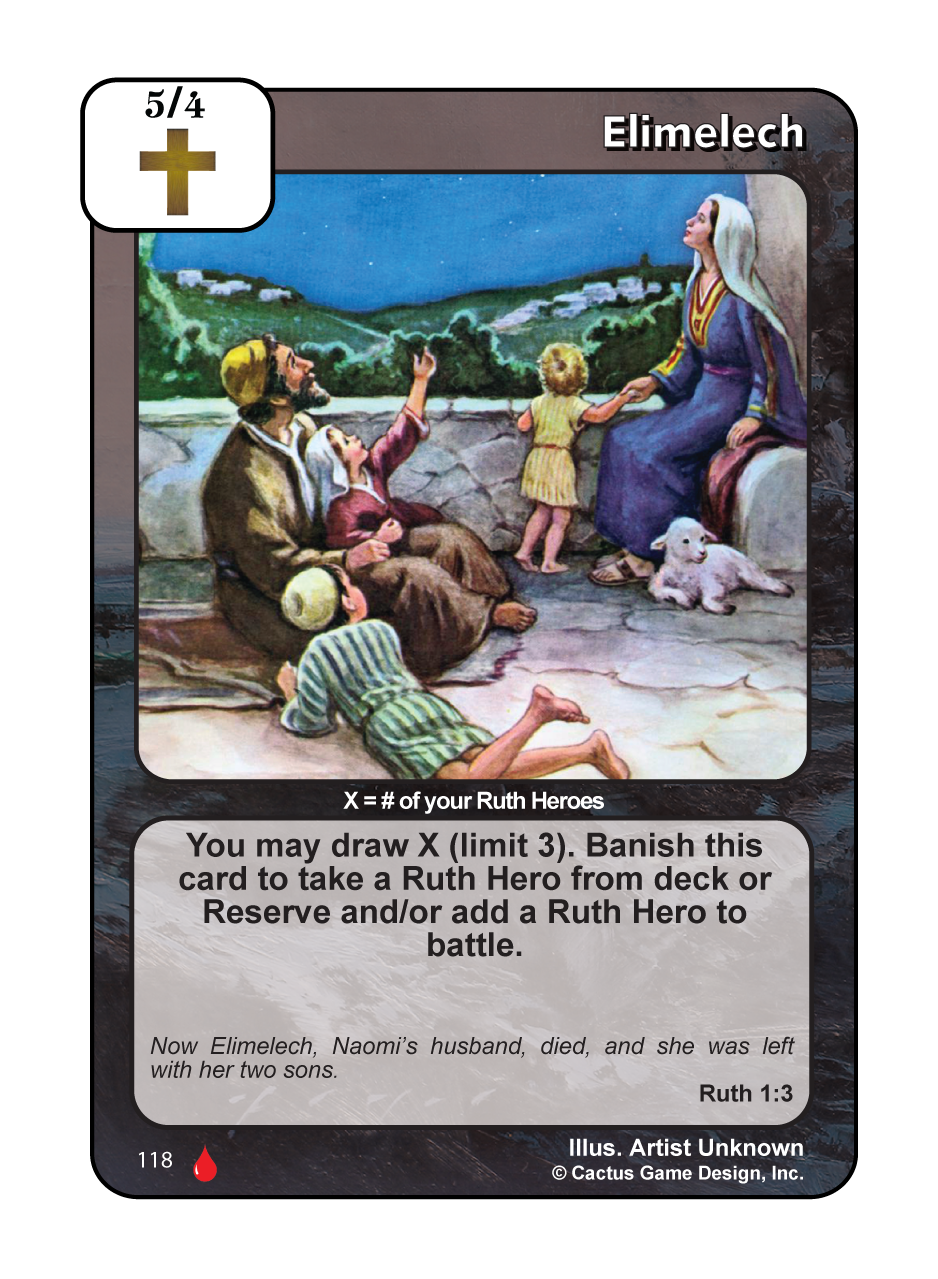 5/4
Elimelech
X = # of your Ruth Heroes
You may draw X (limit 3). Banish this
card to take a Ruth Hero from deck or
Reserve and/or add a Ruth Hero to
battle.
Now Elimelech, Naomi’s husband, died, and she was left
with her two sons.
Ruth 1:3
118
Illus. Artist Unknown
© Cactus Game Design, Inc.